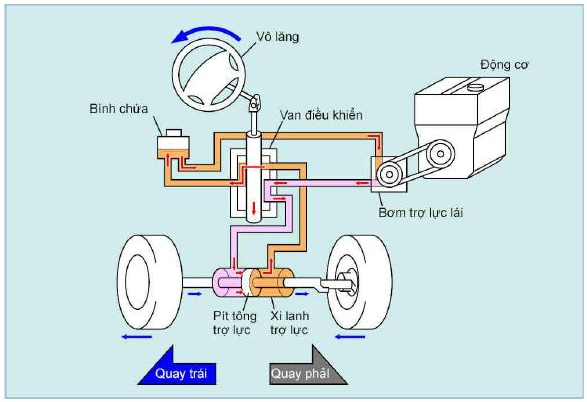 Vô lăng
Động cơ
Bình chứa
Van điều khiển
Bơm trợ lực lái
Pít tông
trợ lực
Xi lanh
trợ lực
Quay trái
Quay phải